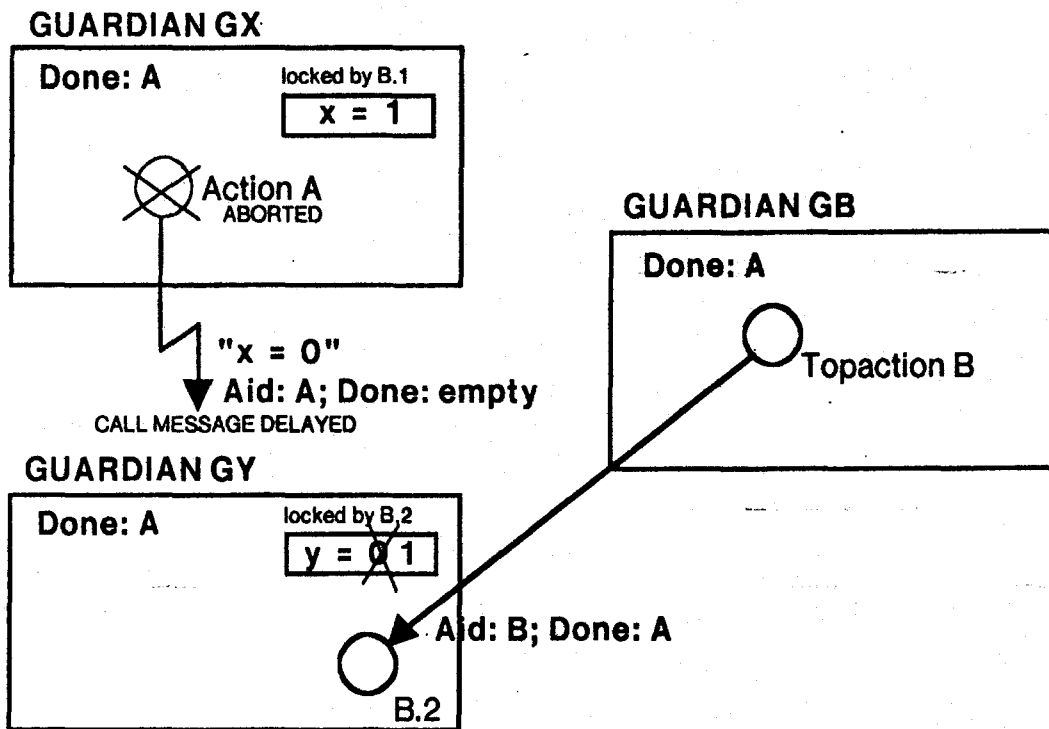 GUARDIAN GX
Done: A
locked by B.1
x = 1
Action A
ABORTED
"x = 0"
Aid: A; Done: empty
CALL MESSAGE DELAYED
GUARDIAN GB
Done: A
Topaction B
GUARDIAN GY
Done: A
locked by B.2
y = 0 1
Aid: B; Done: A
B.2